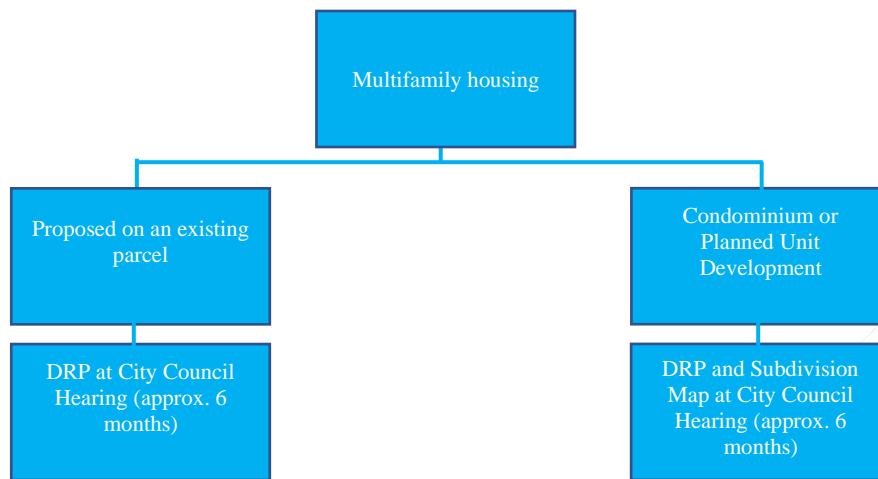 Multifamily housing
Proposed on an existing
parcel
Condominium or
Planned Unit
Development
DRP at City Council
Hearing (approx. 6
months)
DRP and Subdivision
Map at City Council
Hearing (approx. 6
months)